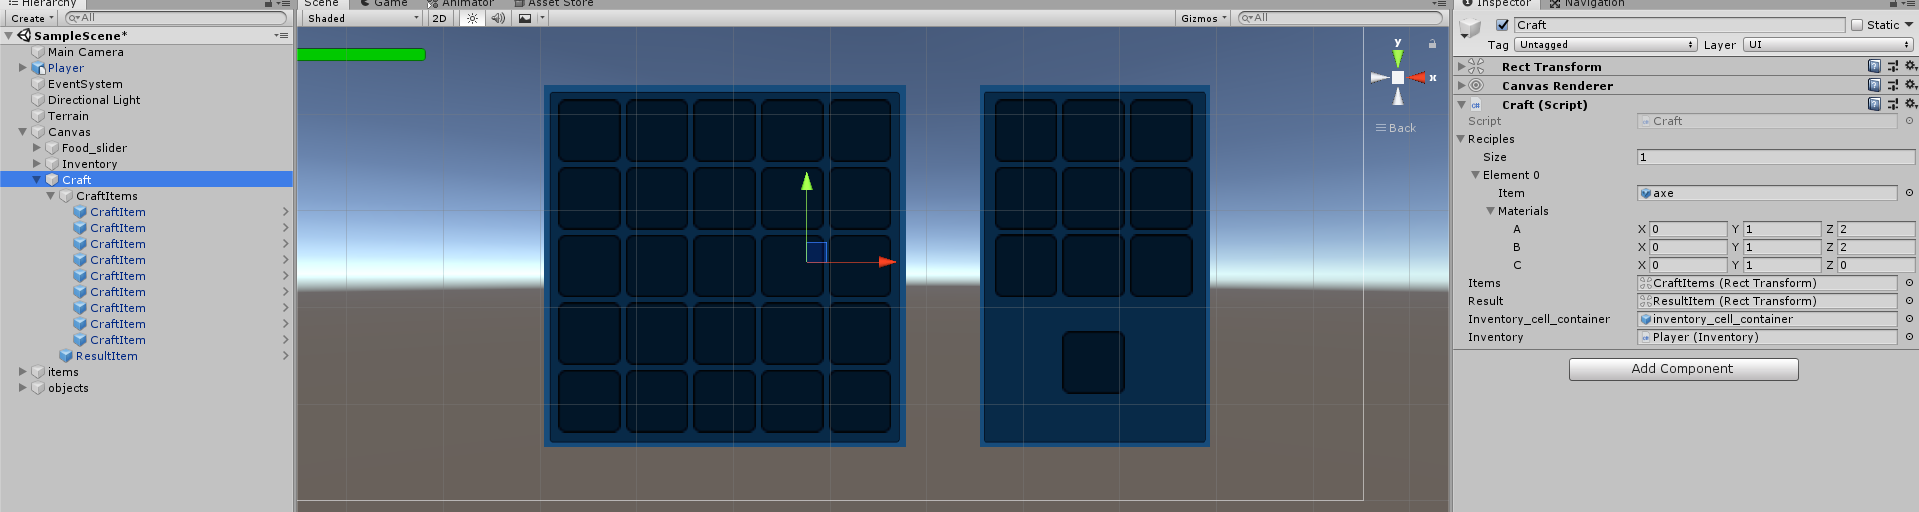 Hierarchy
Create
All
SampleScene*
Main Camera
Player
EventSystem
Directional Light
Terrain
Canvas
Food_slider
Inventory
Craft
CraftItems
CraftItem
CraftItem
CraftItem
CraftItem
CraftItem
CraftItem
CraftItem
CraftItem
CraftItem
ResultItem
items
objects
Scene Game Animator Asset Store
Shaded 2D Gizmos All
y
x
Back
Inspector Navigation
Craft Static
Tag Untagged Layer UI
Rect Transform
Canvas Renderer
Craft (Script)
Script Craft
Reciples
Size 1
Element 0
Item axe
Materials
A X 0 Y 1 Z 2
B X 0 Y 1 Z 2
C X 0 Y 1 Z 0
Items CraftItems (Rect Transform)
Result ResultItem (Rect Transform)
Inventory_cell_container inventory_cell_container
Inventory Player (Inventory)
Add Component